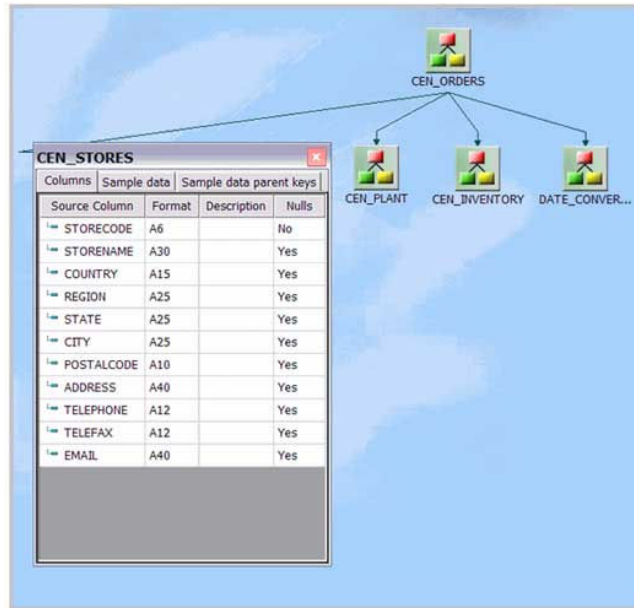 CEN_ORDERS
CEN_STORES
Columns Sample data Sample data parent keys
Source Column Format Description Nulls
STORECODE A6 No
STORENAME A30 Yes
COUNTRY A15 Yes
REGION A25 Yes
STATE A25 Yes
CITY A25 Yes
POSTALCODE A10 Yes
ADDRESS A40 Yes
TELEPHONE A12 Yes
TELEFAX A12 Yes
EMAIL A40 Yes
CEN_PLANT CEN_INVENTORY DATE_CONVER...